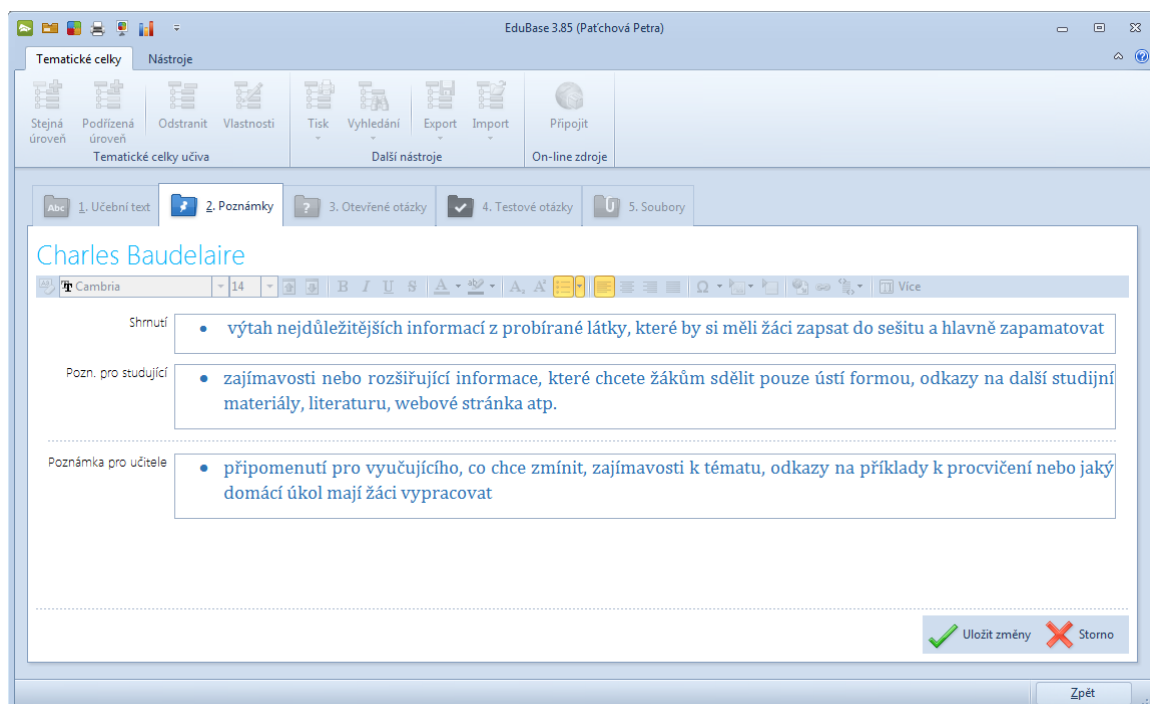 EduBase 3.85 (Paťchová Petra)
Tematické celky Nástroje
Stejná úroveň
Podřízená úroveň
Odstranit
Vlastnosti
Tisk
Vyhledání
Export
Import
Připojit
Tematické celky učiva
Další nástroje
On-line zdroje
Abc 1. Učební text
2. Poznámky
? 3. Otevřené otázky
4. Testové otázky
5. Soubory
Charles Baudelaire
Cambria 14 B I U S A ab A, A' Ω Více
Shrnutí
• výtah nejdůležitějších informací z probírané látky, které by si měli žáci zapsat do sešitu a hlavně zapamatovat
Pozn. pro studující
• zajímavosti nebo rozšiřující informace, které chcete žákům sdělit pouze ústí formou, odkazy na další studijní
materiály, literaturu, webové stránka atp.
Poznámka pro učitele
• připomenutí pro vyučujícího, co chce zmínit, zajímavosti k tématu, odkazy na příklady k procvičení nebo jaký
domácí úkol mají žáci vypracovat
Uložit změny Storno
Zpět